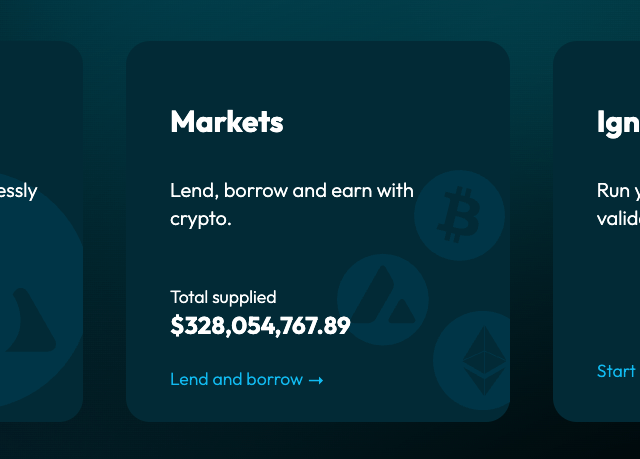 essly
Markets
Lend, borrow and earn with
crypto.
Total supplied
$328,054,767.89
Lend and borrow →
Ign
Run y
valid
Start